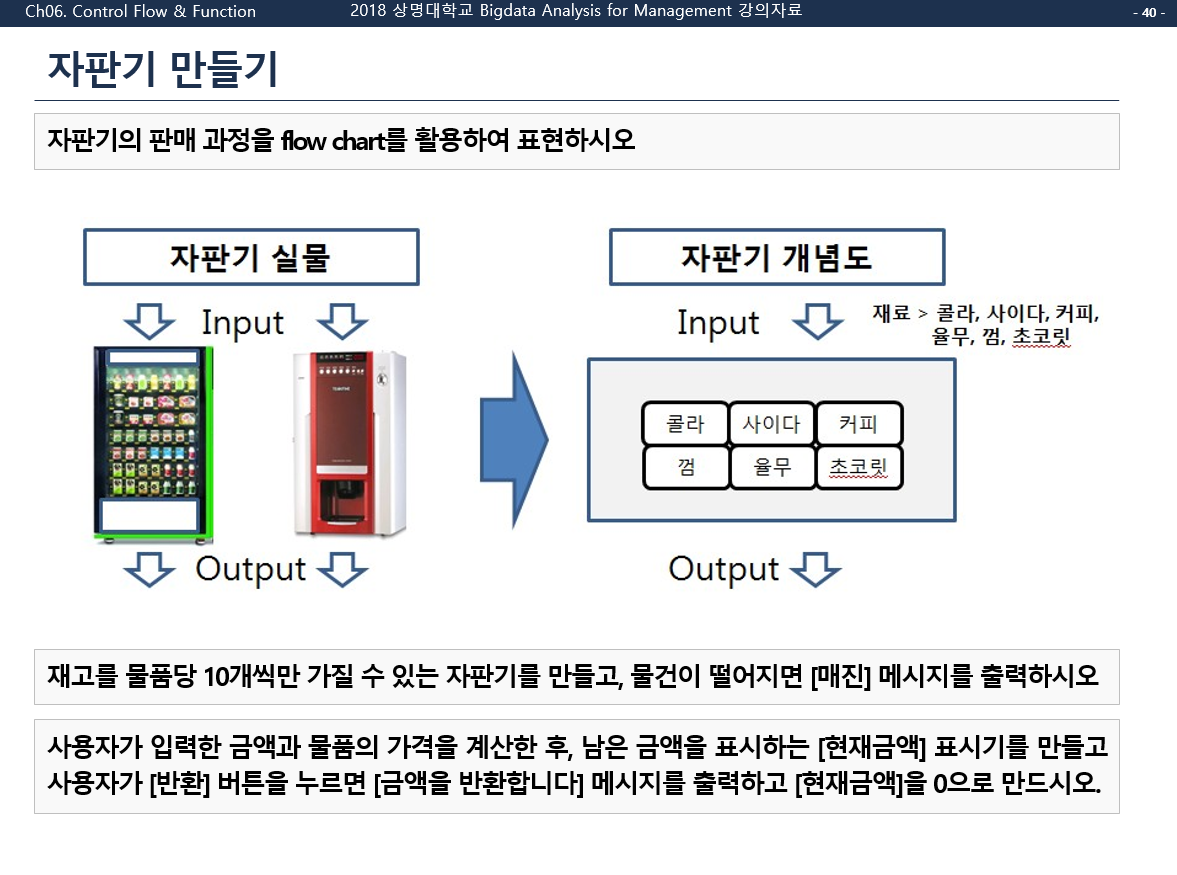 Ch06. Control Flow & Function 2018 상명대학교 Bigdata Analysis for Management 강의자료 - 40 -
자판기 만들기
자판기의 판매 과정을 flow chart를 활용하여 표현하시오
자판기 실물
자판기 개념도
Input
Input
재료 > 콜라, 사이다, 커피,
율무, 껌, 초코릿
콜라 사이다 커피
껌 율무 초코릿
Output
Output
재고를 물품당 10개씩만 가질 수 있는 자판기를 만들고, 물건이 떨어지면 [매진] 메시지를 출력하시오
사용자가 입력한 금액과 물품의 가격을 계산한 후, 남은 금액을 표시하는 [현재금액] 표시기를 만들고
사용자가 [반환] 버튼을 누르면 [금액을 반환합니다] 메시지를 출력하고 [현재금액]을 0으로 만드시오.